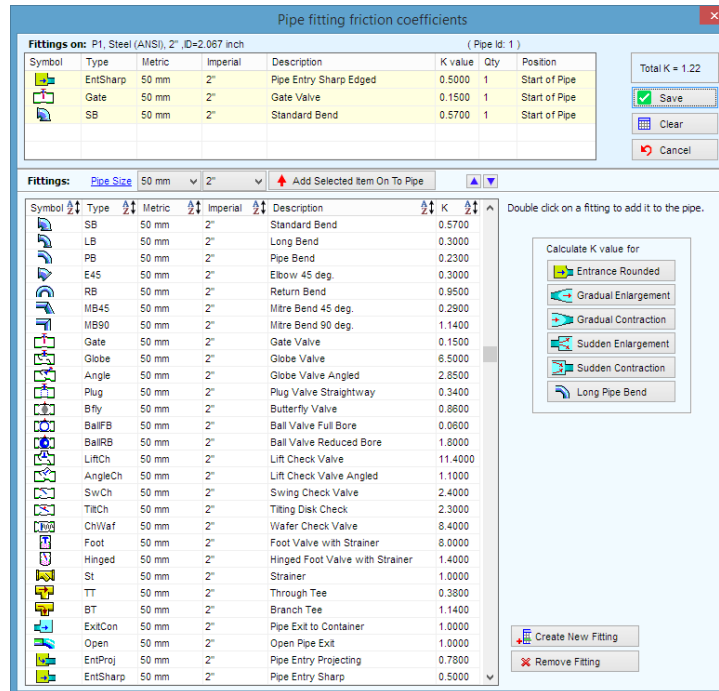 Pipe fitting friction coefficients
Fittings on: P1, Steel (ANSI), 2" ,ID=2.067 inch ( Pipe Id: 1 )
Symbol Type Metric Imperial Description K value Qty Position
EntSharp 50 mm 2" Pipe Entry Sharp Edged 0.5000 1 Start of Pipe
Gate 50 mm 2" Gate Valve 0.1500 1 Start of Pipe
SB 50 mm 2" Standard Bend 0.5700 1 Start of Pipe
Total K = 1.22
Save
Clear
Cancel
Fittings: Pipe Size 50 mm 2" Add Selected Item On To Pipe
Symbol Type Metric Imperial Description K
SB 50 mm 2" Standard Bend 0.5700
LB 50 mm 2" Long Bend 0.3000
PB 50 mm 2" Pipe Bend 0.2300
E45 50 mm 2" Elbow 45 deg. 0.3000
RB 50 mm 2" Return Bend 0.9500
MB45 50 mm 2" Mitre Bend 45 deg. 0.2900
MB90 50 mm 2" Mitre Bend 90 deg. 1.1400
Gate 50 mm 2" Gate Valve 0.1500
Globe 50 mm 2" Globe Valve 6.5000
Angle 50 mm 2" Globe Valve Angled 2.8500
Plug 50 mm 2" Plug Valve Straightway 0.3400
Bfly 50 mm 2" Butterfly Valve 0.8600
BallFB 50 mm 2" Ball Valve Full Bore 0.0600
BallRB 50 mm 2" Ball Valve Reduced Bore 1.8000
LiftCh 50 mm 2" Lift Check Valve 11.4000
AngleCh 50 mm 2" Lift Check Valve Angled 1.1000
SwCh 50 mm 2" Swing Check Valve 2.4000
TiltCh 50 mm 2" Tilting Disk Check 2.3000
ChWaf 50 mm 2" Wafer Check Valve 8.4000
Foot 50 mm 2" Foot Valve with Strainer 8.0000
Hinged 50 mm 2" Hinged Foot Valve with Strainer 1.4000
St 50 mm 2" Strainer 1.0000
TT 50 mm 2" Through Tee 0.3800
BT 50 mm 2" Branch Tee 1.1400
ExitCon 50 mm 2" Pipe Exit to Container 1.0000
Open 50 mm 2" Open Pipe Exit 1.0000
EntProj 50 mm 2" Pipe Entry Projecting 0.7800
EntSharp 50 mm 2" Pipe Entry Sharp 0.5000
Double click on a fitting to add it to the pipe.
Calculate K value for
Entrance Rounded
Gradual Enlargement
Gradual Contraction
Sudden Enlargement
Sudden Contraction
Long Pipe Bend
Create New Fitting
Remove Fitting